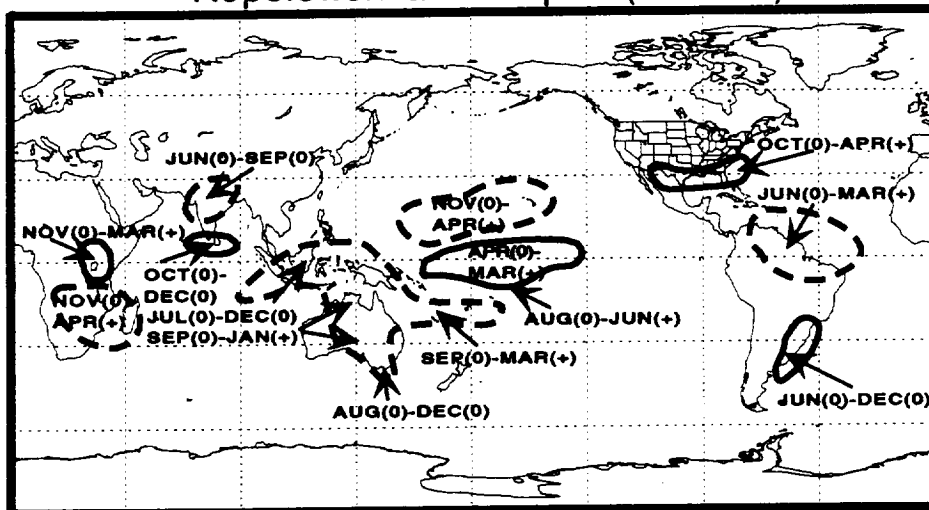 JUN(0)-SEP(0)
OCT(0)-APR(+)
JUN(0)-MAR(+)
NOV(0)-
APR(+)
NOV(0)-MAR(+)
APR(0)-
MAR(+)
OCT(0)-
DEC(0)
NOV(0)
APR(+)
JUL(0)-DEC(0)
SEP(0)-JAN(+)
AUG(0)-JUN(+)
SEP(0)-MAR(+)
JUN(0)-DEC(0)
AUG(0)-DEC(0)